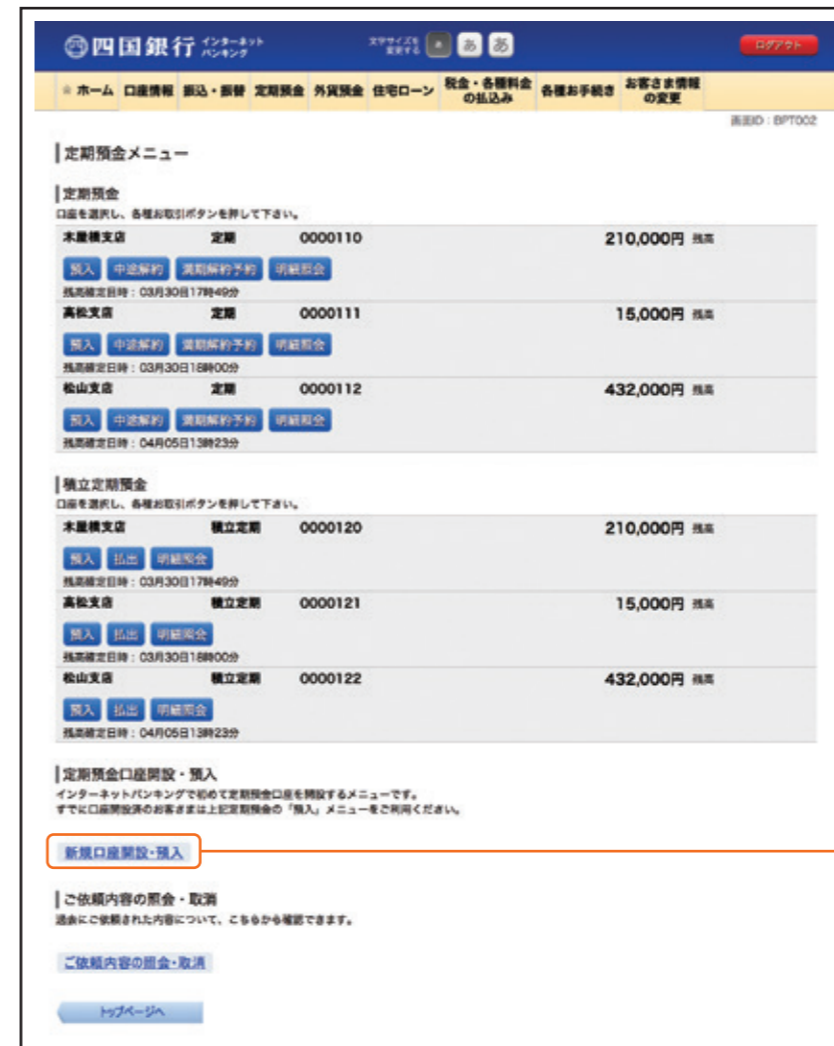 四国銀行 インターネットバンキング 文字サイズを変更する あ あ あ ログアウト
ホーム 口座情報 振込・振替 定期預金 外貨預金 住宅ローン 税金・各種料金の払込み 各種お手続き お客さま情報の変更
画面ID：BPT002
定期預金メニュー
定期預金
口座を選択し、各種お取引ボタンを押して下さい。
木屋橋支店 定期 0000110 210,000円 残高
預入 中途解約 満期解約予約 明細照会
残高確定日時：03月30日17時49分
高松支店 定期 0000111 15,000円 残高
預入 中途解約 満期解約予約 明細照会
残高確定日時：03月30日18時00分
松山支店 定期 0000112 432,000円 残高
預入 中途解約 満期解約予約 明細照会
残高確定日時：04月05日13時23分
積立定期預金
口座を選択し、各種お取引ボタンを押して下さい。
木屋橋支店 積立定期 0000120 210,000円 残高
預入 払出 明細照会
残高確定日時：03月30日17時49分
高松支店 積立定期 0000121 15,000円 残高
預入 払出 明細照会
残高確定日時：03月30日18時00分
松山支店 積立定期 0000122 432,000円 残高
預入 払出 明細照会
残高確定日時：04月05日13時23分
定期預金口座開設・預入
インターネットバンキングで初めて定期預金口座を開設するメニューです。
すでに口座開設済のお客さまは上記定期預金の「預入」メニューをご利用ください。
新規口座開設・預入
ご依頼内容の照会・取消
過去にご依頼された内容について、こちらから確認できます。
ご依頼内容の照会・取消
トップページへ